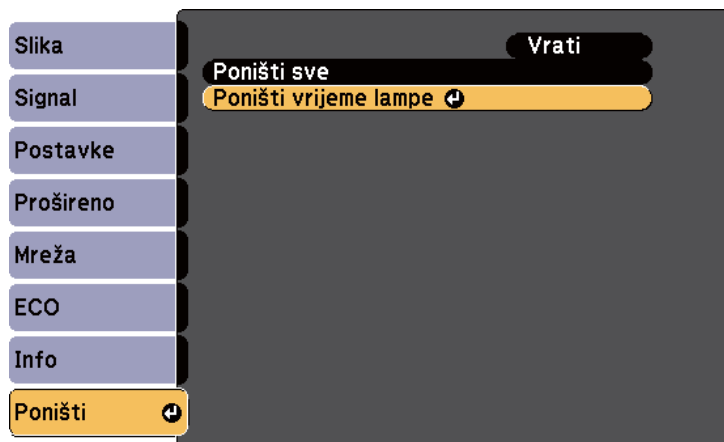 Slika
Signal
Postavke
Prošireno
Mreža
ECO
Info
Poništi
Vrati
Poništi sve
Poništi vrijeme lampe